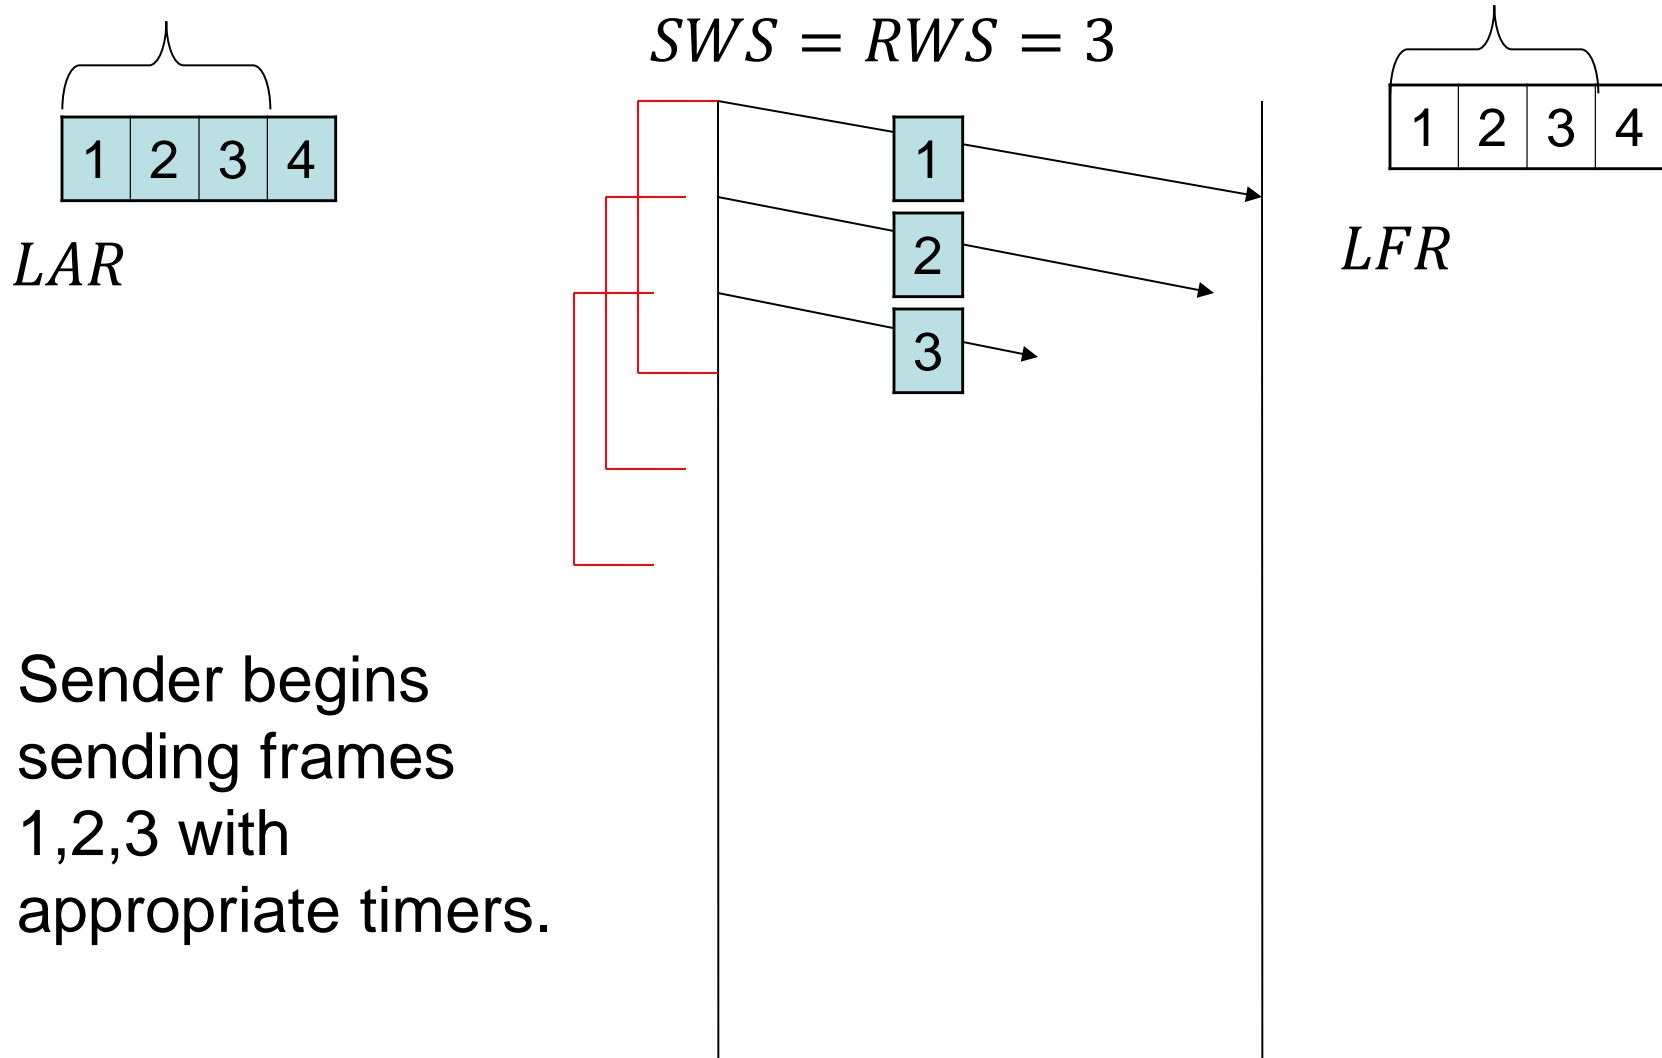 SWS = RWS = 3
1 2 3 4
1 2 3 4
1
2
3
LAR
LFR
Sender begins
sending frames
1,2,3 with
appropriate timers.